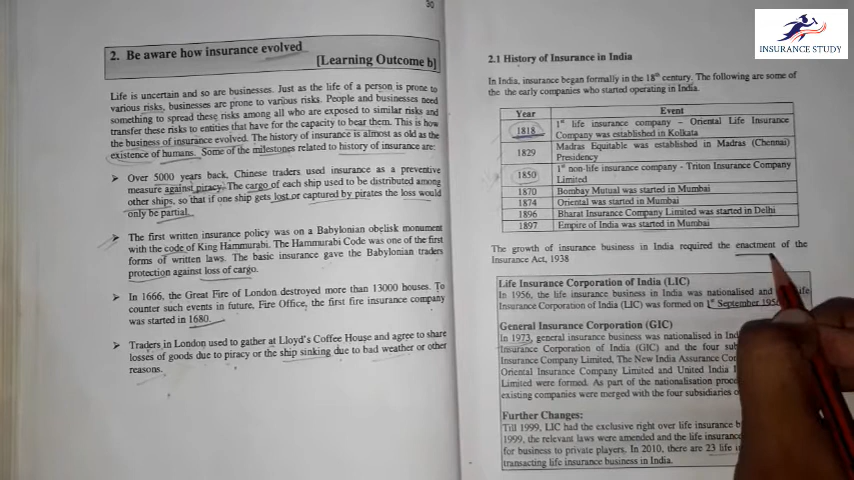 30
2. Be aware how insurance evolved
[Learning Outcome b]
Life is uncertain and so are businesses. Just as the life of a person is prone to
various risks, businesses are prone to various risks. People and businesses need
something to spread these risks among all who are exposed to similar risks and
transfer these risks to entities that have for the capacity to bear them. This is how
the business of insurance evolved. The history of insurance is almost as old as the
existence of humans. Some of the milestones related to history of insurance are:
➢ Over 5000 years back, Chinese traders used insurance as a preventive
measure against piracy. The cargo of each ship used to be distributed among
other ships, so that if one ship gets lost or captured by pirates the loss would
only be partial.
➢ The first written insurance policy was on a Babylonian obelisk monument
with the code of King Hammurabi. The Hammurabi Code was one of the first
forms of written laws. The basic insurance gave the Babylonian traders
protection against loss of cargo.
➢ In 1666, the Great Fire of London destroyed more than 13000 houses. To
counter such events in future, Fire Office, the first fire insurance company
was started in 1680.
➢ Traders in London used to gather at Lloyd's Coffee House and agree to share
losses of goods due to piracy or the ship sinking due to bad weather or other
reasons.
INSURANCE STUDY
2.1 History of Insurance in India
In India, insurance began formally in the 18th century. The following are some of
the the early companies who started operating in India.
Year Event
1818 1st life insurance company - Oriental Life Insurance
Company was established in Kolkata
1829 Madras Equitable was established in Madras (Chennai)
Presidency
1850 1st non-life insurance company - Triton Insurance Company
Limited
1870 Bombay Mutual was started in Mumbai
1874 Oriental was started in Mumbai
1896 Bharat Insurance Company Limited was started in Delhi
1897 Empire of India was started in Mumbai
The growth of insurance business in India required the enactment of the
Insurance Act, 1938
Life Insurance Corporation of India (LIC)
In 1956, the life insurance business in India was nationalised and Life
Insurance Corporation of India (LIC) was formed on 1st September 1956
General Insurance Corporation (GIC)
In 1973, general insurance business was nationalised in Ind
Insurance Corporation of India (GIC) and the four sub
Insurance Company Limited, The New India Assurance Com
Oriental Insurance Company Limited and United India I
Limited were formed. As part of the nationalisation proc
existing companies were merged with the four subsidiaries o
Further Changes:
Till 1999, LIC had the exclusive right over life insurance b
1999, the relevant laws were amended and the life insurance
for business to private players. In 2010, there are 23 life
transacting life insurance business in India.